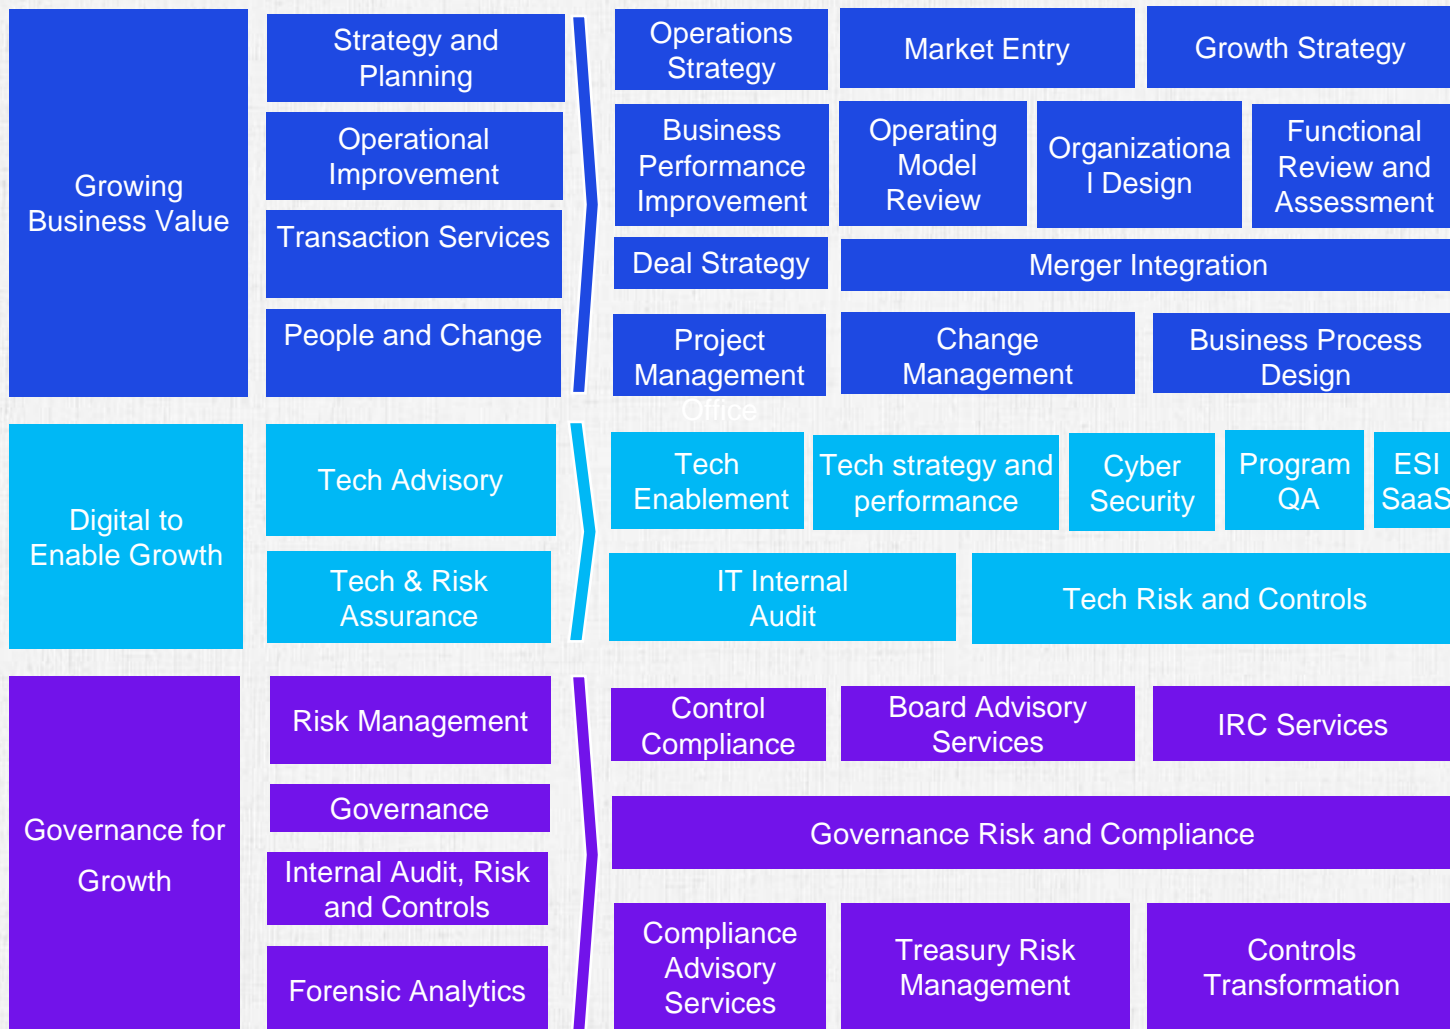 Growing
Business Value
Strategy and
Planning
Operational
Improvement
Transaction Services
People and Change
Operations
Strategy
Market Entry
Growth Strategy
Business
Performance
Improvement
Operating
Model
Review
Organizationa
l Design
Functional
Review and
Assessment
Deal Strategy
Merger Integration
Project
Management
Office
Change
Management
Business Process
Design
Digital to
Enable Growth
Tech Advisory
Tech & Risk
Assurance
Tech
Enablement
Tech strategy and
performance
Cyber
Security
Program
QA
ESI
SaaS
IT Internal
Audit
Tech Risk and Controls
Governance for
Growth
Risk Management
Governance
Internal Audit, Risk
and Controls
Forensic Analytics
Control
Compliance
Board Advisory
Services
IRC Services
Governance Risk and Compliance
Compliance
Advisory
Services
Treasury Risk
Management
Controls
Transformation